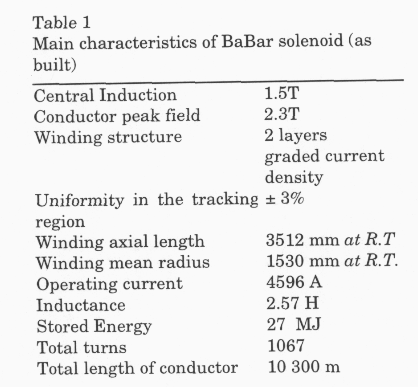 Table 1
Main characteristics of BaBar solenoid (as
built)
Central Induction 1.5T
Conductor peak field 2.3T
Winding structure 2 layers
graded current
density
Uniformity in the tracking ± 3%
region
Winding axial length 3512 mm at R.T
Winding mean radius 1530 mm at R.T.
Operating current 4596 A
Inductance 2.57 H
Stored Energy 27 MJ
Total turns 1067
Total length of conductor 10 300 m